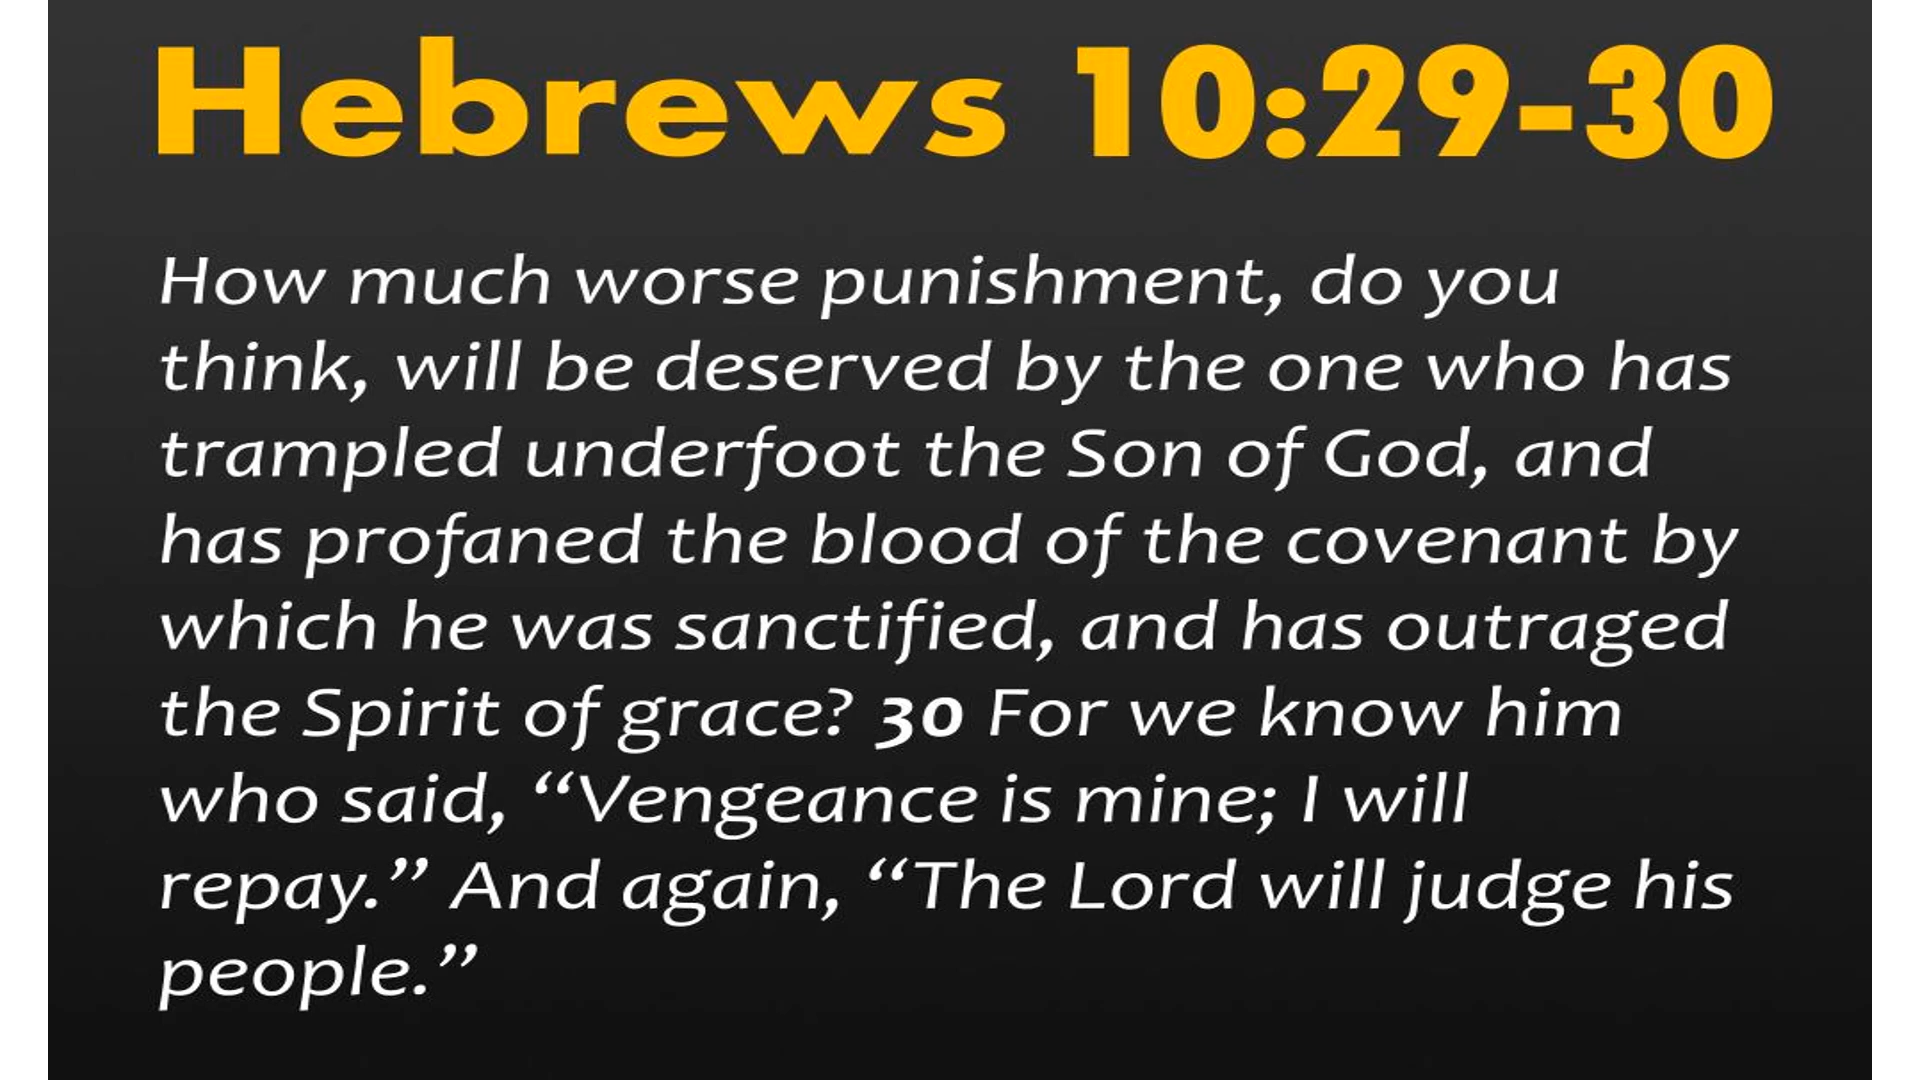 Hebrews 10:29-30
How much worse punishment, do you
think, will be deserved by the one who has
trampled underfoot the Son of God, and
has profaned the blood of the covenant by
which he was sanctified, and has outraged
the Spirit of grace? 30 For we know him
who said, “Vengeance is mine; I will
repay.” And again, “The Lord will judge his
people.”